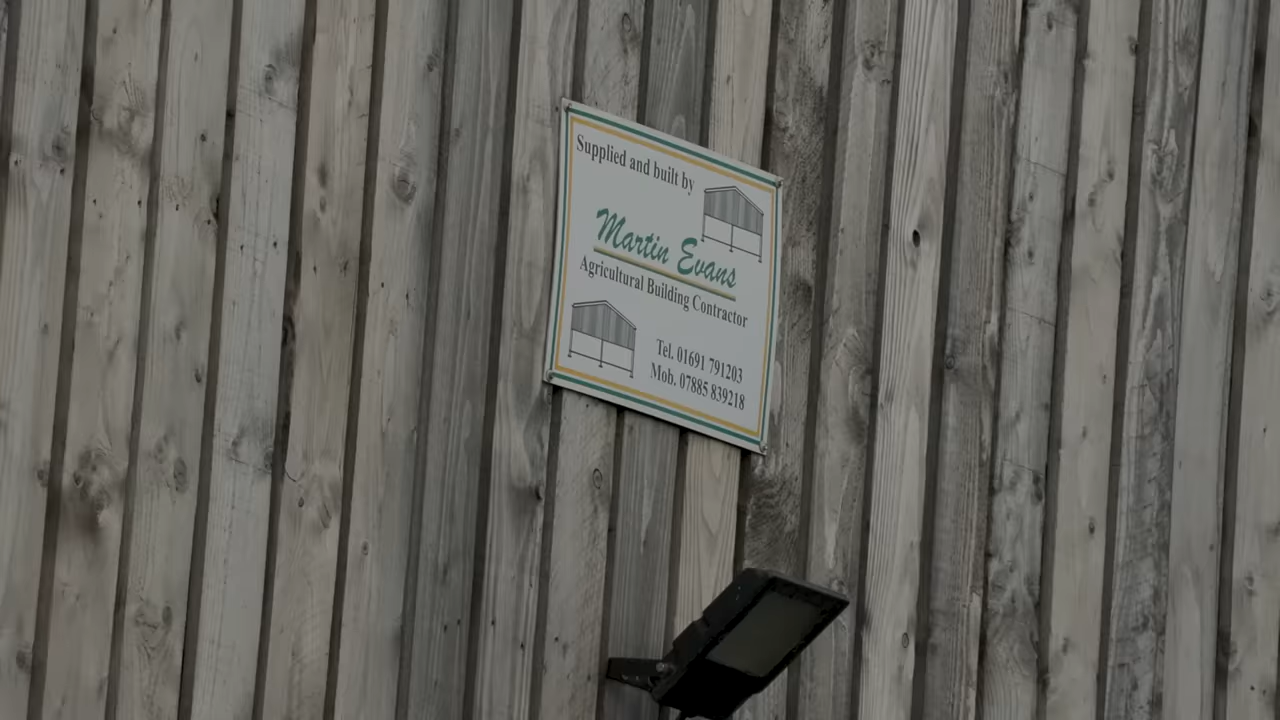 Supplied and built by
Martin Evans
Agricultural Building Contractor
Tel. 01691 791203
Mob. 07885 839218